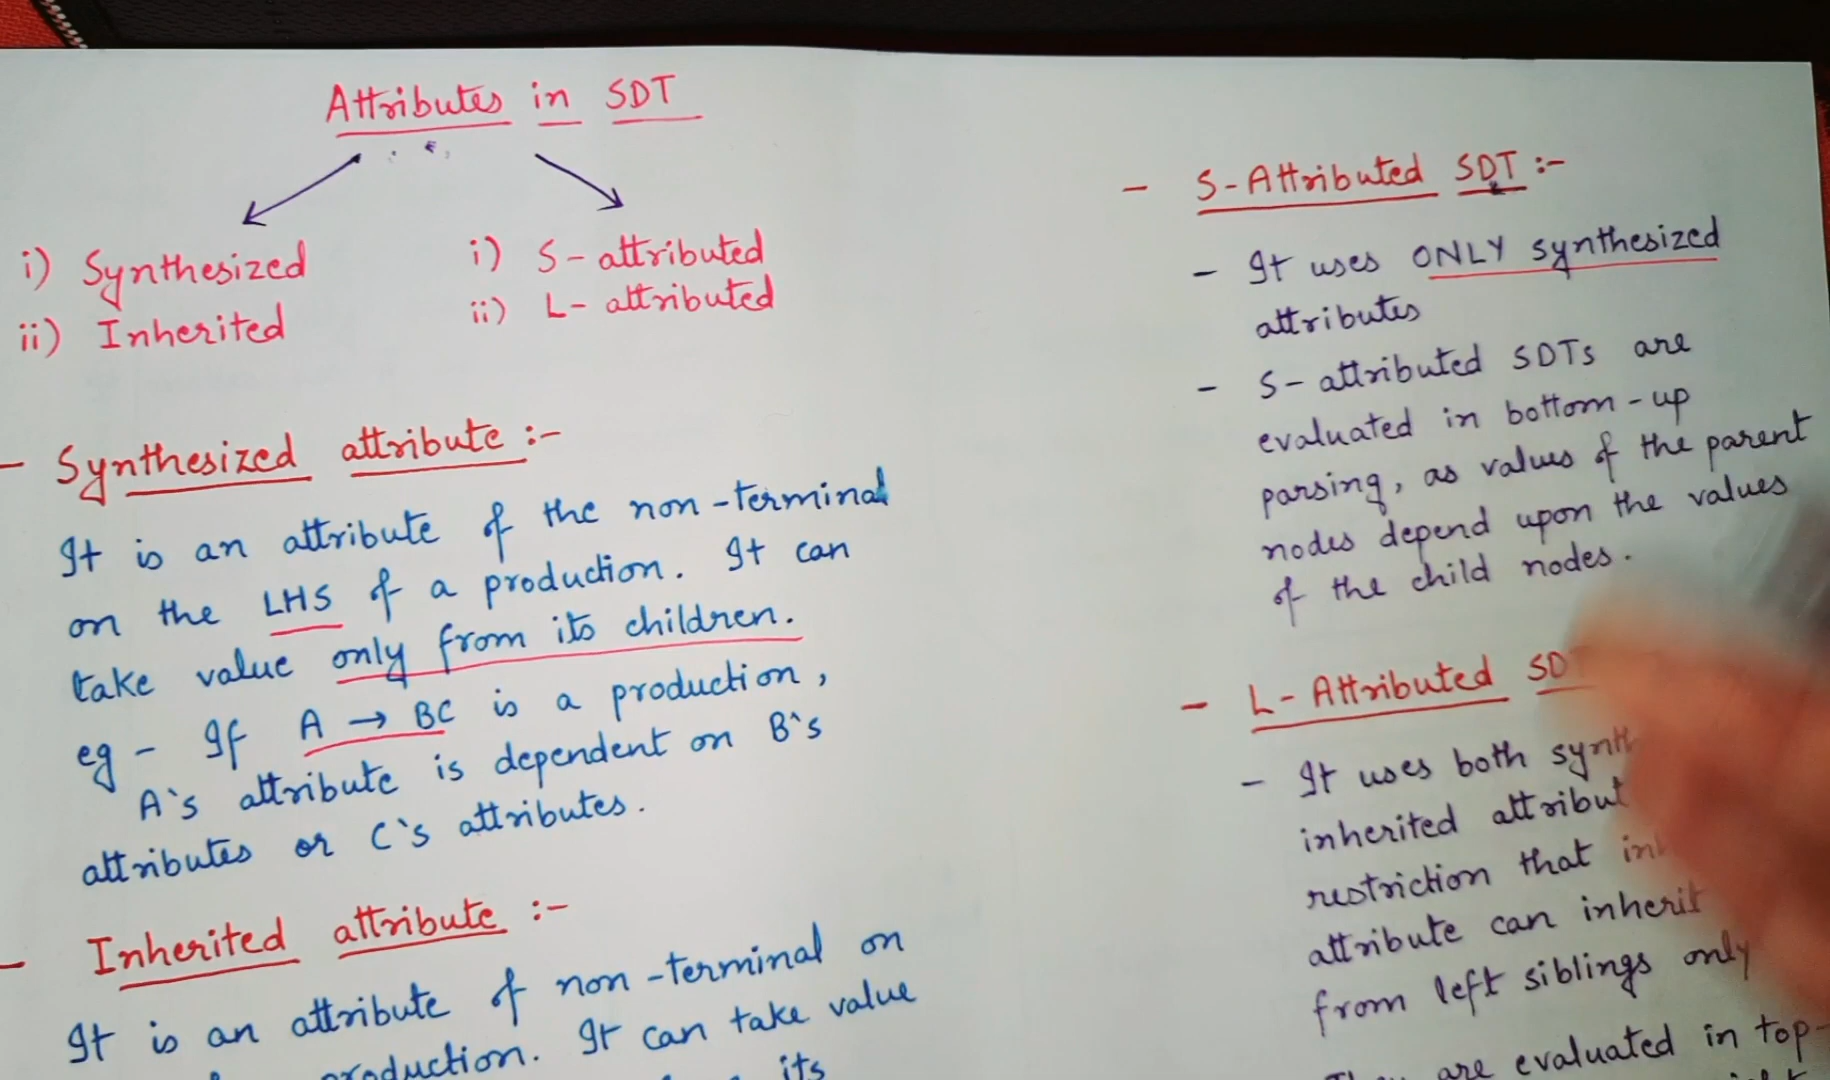 Attributes in SDT
i) Synthesized
ii) Inherited
i) S - attributed
ii) L - attributed
- Synthesized attribute :-
It is an attribute of the non - terminal
on the LHS of a production. It can
take value only from its children.
eg - If A → BC is a production,
A's attribute is dependent on B's
attributes or C's attributes.
- Inherited attribute :-
It is an attribute of non - terminal on
production. It can take value
its
- S - Attributed SDT :-
- It uses ONLY synthesized
attributes
- S - attributed SDTs are
evaluated in bottom - up
parsing, as values of the parent
nodes depend upon the values
of the child nodes.
- L - Attributed SDT
- It uses both
inherited
restriction that
attribute can inherit
from left siblings only
are evaluated in top-